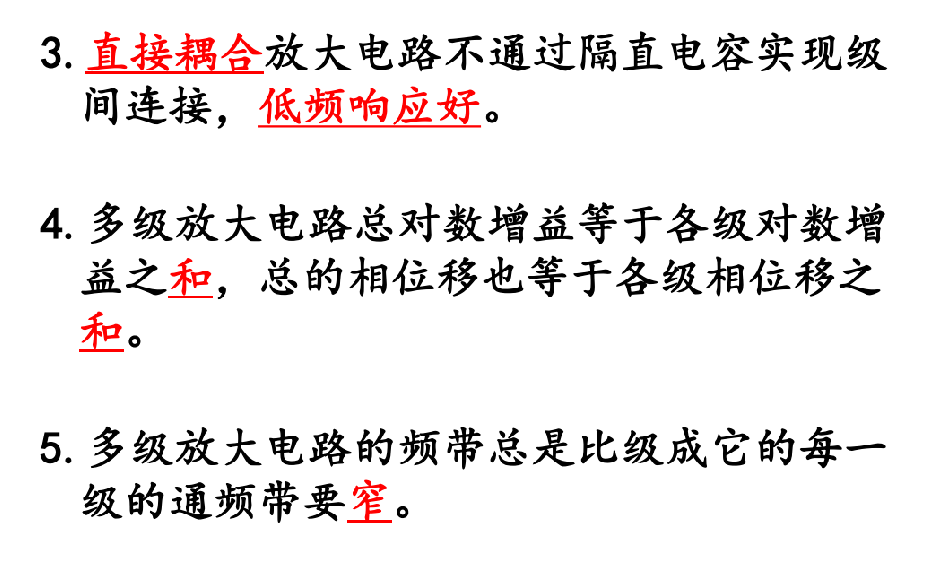 3. 直接耦合放大电路不通过隔直电容实现级
间连接，低频响应好。
4. 多级放大电路总对数增益等于各级对数增
益之和，总的相位移也等于各级相位移之
和。
5. 多级放大电路的频带总是比级成它的每一
级的通频带要窄。